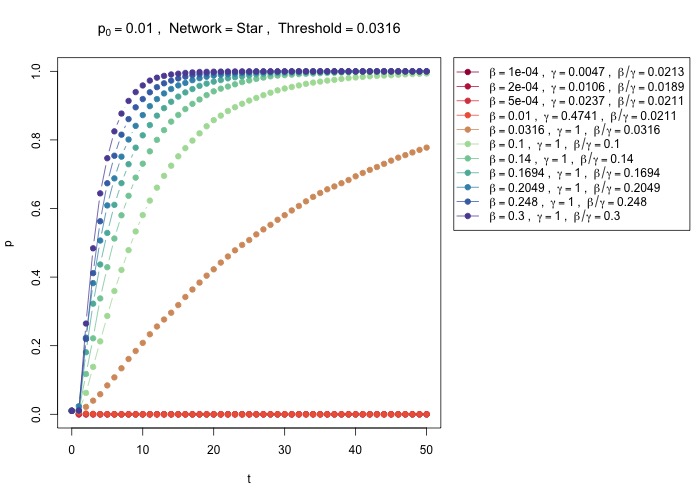 p0 = 0.01 , Network = Star , Threshold = 0.0316
1.0
0.8
0.6
0.4
0.2
0.0
p
0 10 20 30 40 50
t
β = 1e-04 , γ = 0.0047 , β/γ = 0.0213
β = 2e-04 , γ = 0.0106 , β/γ = 0.0189
β = 5e-04 , γ = 0.0237 , β/γ = 0.0211
β = 0.01 , γ = 0.4741 , β/γ = 0.0211
β = 0.0316 , γ = 1 , β/γ = 0.0316
β = 0.1 , γ = 1 , β/γ = 0.1
β = 0.14 , γ = 1 , β/γ = 0.14
β = 0.1694 , γ = 1 , β/γ = 0.1694
β = 0.2049 , γ = 1 , β/γ = 0.2049
β = 0.248 , γ = 1 , β/γ = 0.248
β = 0.3 , γ = 1 , β/γ = 0.3